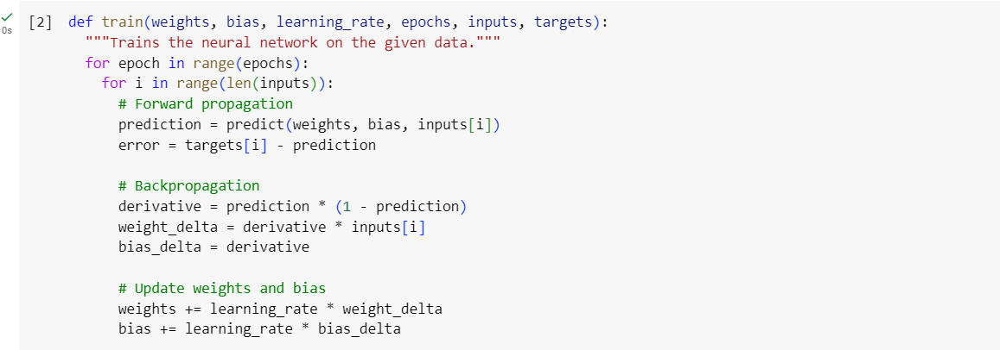 [2] def train(weights, bias, learning_rate, epochs, inputs, targets):
0s
"""Trains the neural network on the given data."""
for epoch in range(epochs):
for i in range(len(inputs)):
# Forward propagation
prediction = predict(weights, bias, inputs[i])
error = targets[i] - prediction
# Backpropagation
derivative = prediction * (1 - prediction)
weight_delta = derivative * inputs[i]
bias_delta = derivative
# Update weights and bias
weights += learning_rate * weight_delta
bias += learning_rate * bias_delta